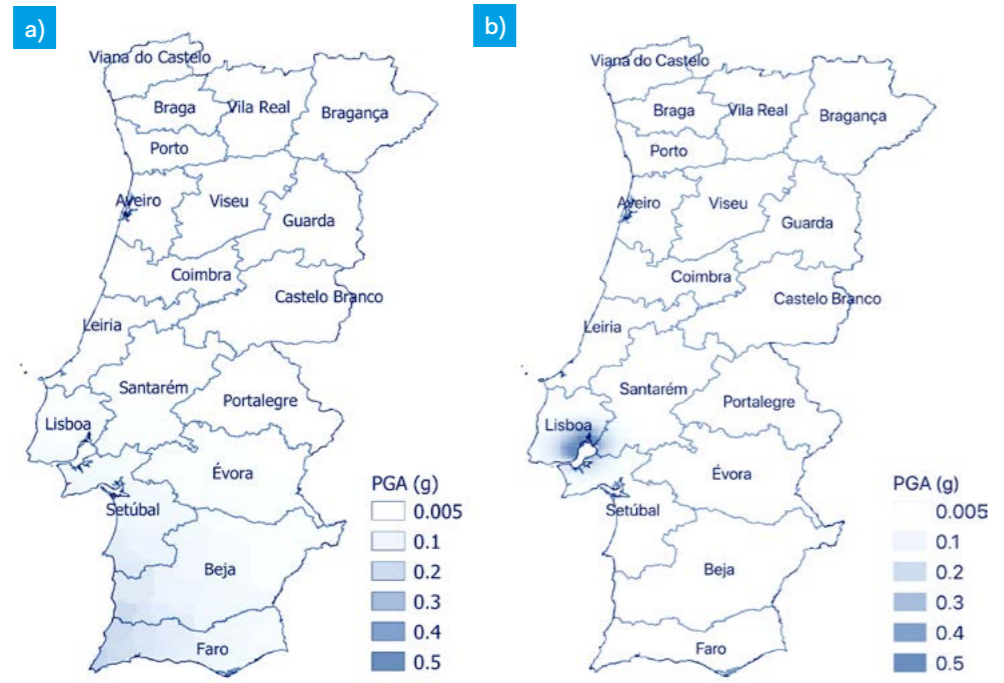 a)
Viana do Castelo
Braga
Vila Real
Bragança
Porto
Aveiro
Viseu
Guarda
Coimbra
Castelo Branco
Leiria
Santarém
Portalegre
Lisboa
Évora
Setúbal
Beja
Faro
PGA (g)
0.005
0.1
0.2
0.3
0.4
0.5
b)
Viana do Castelo
Braga
Vila Real
Bragança
Porto
Aveiro
Viseu
Guarda
Coimbra
Castelo Branco
Leiria
Santarém
Portalegre
Lisboa
Évora
Setúbal
Beja
Faro
PGA (g)
0.005
0.1
0.2
0.3
0.4
0.5